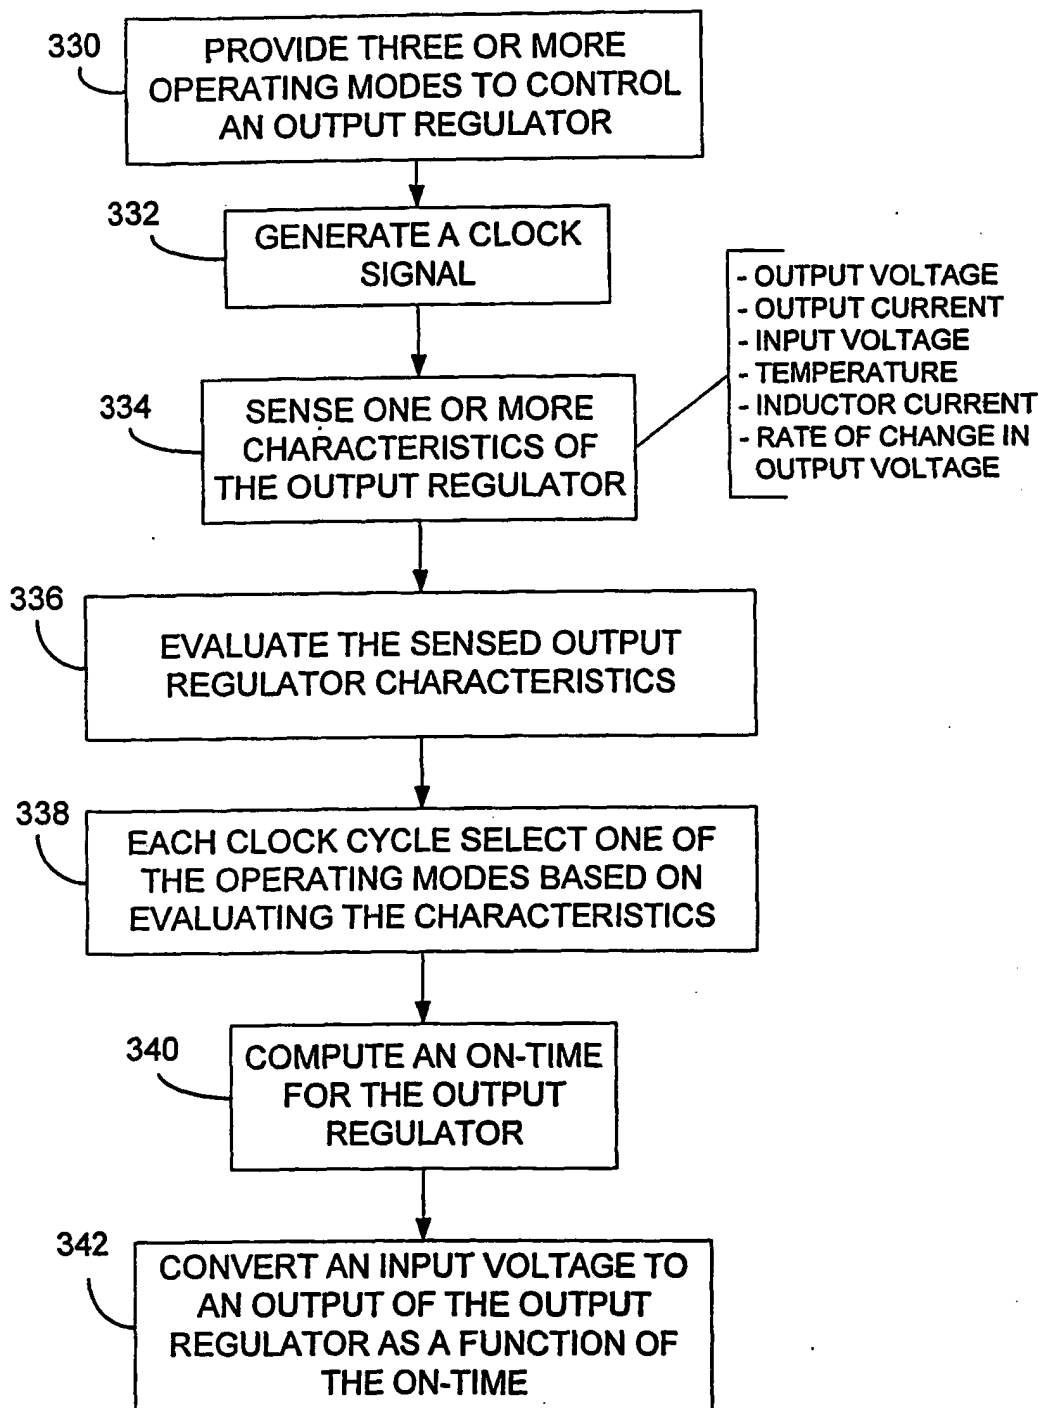 330
PROVIDE THREE OR MORE
OPERATING MODES TO CONTROL
AN OUTPUT REGULATOR
332
GENERATE A CLOCK
SIGNAL
334
SENSE ONE OR MORE
CHARACTERISTICS OF
THE OUTPUT REGULATOR
- OUTPUT VOLTAGE
- OUTPUT CURRENT
- INPUT VOLTAGE
- TEMPERATURE
- INDUCTOR CURRENT
- RATE OF CHANGE IN
OUTPUT VOLTAGE
336
EVALUATE THE SENSED OUTPUT
REGULATOR CHARACTERISTICS
338
EACH CLOCK CYCLE SELECT ONE OF
THE OPERATING MODES BASED ON
EVALUATING THE CHARACTERISTICS
340
COMPUTE AN ON-TIME
FOR THE OUTPUT
REGULATOR
342
CONVERT AN INPUT VOLTAGE TO
AN OUTPUT OF THE OUTPUT
REGULATOR AS A FUNCTION OF
THE ON-TIME